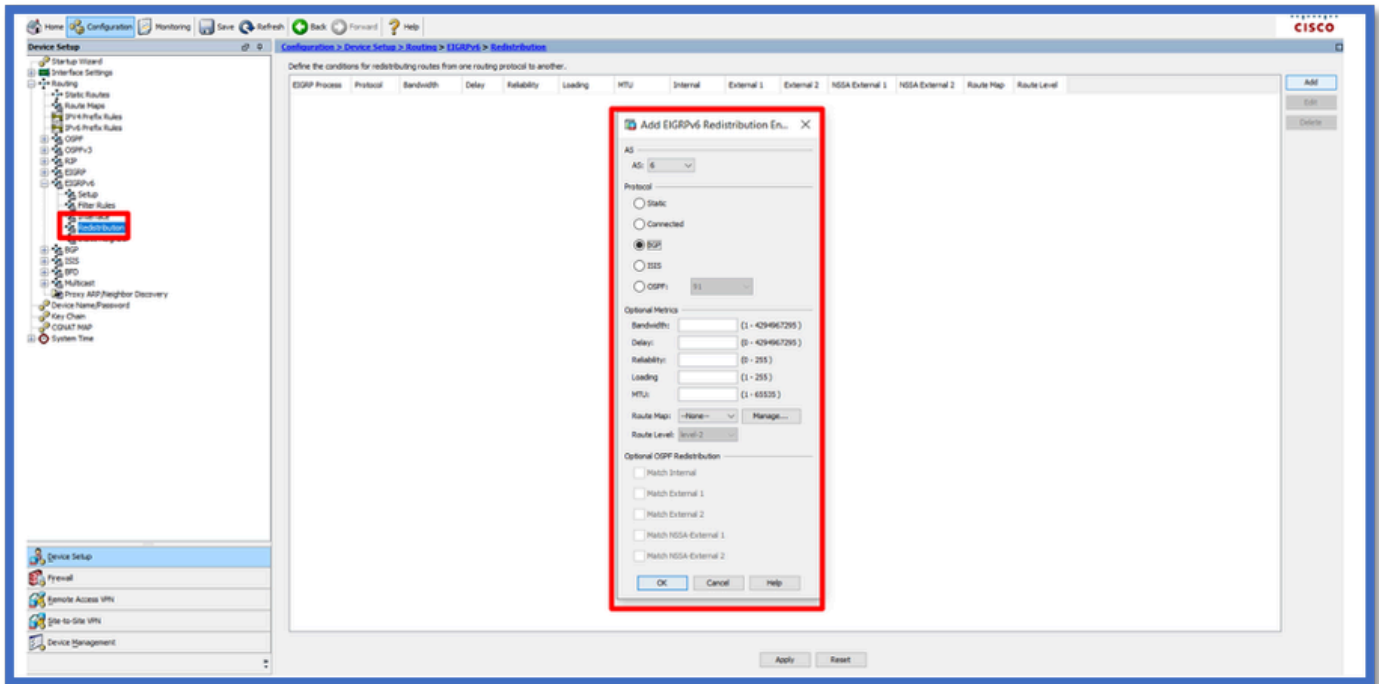 Home Configuration Monitoring Save Refresh Back Forward Help
CISCO
Device Setup
Configuration > Device Setup > Routing > EIGRPv6 > Redistribution
Startup Wizard
Interface Settings
Routing
Static Routes
Route Maps
IPv4 Prefix Rules
IPv6 Prefix Rules
OSPF
OSPFv3
RIP
EIGRP
EIGRPv6
Setup
Filter Rules
Interface
Redistribution
BGP
ISIS
BFD
Multicast
Proxy ARP/Neighbor Discovery
Device Name/Password
Key Chain
CGNAT MAP
System Time
Define the conditions for redistributing routes from one routing protocol to another.
EIGRP Process Protocol Bandwidth Delay Reliability Loading MTU Internal External 1 External 2 NSSA External 1 NSSA External 2 Route Map Route Level
Add
Edit
Delete
Add EIGRPv6 Redistribution En...
AS
AS: 6
Protocol
Static
Connected
BGP
ISIS
OSPF: 91
Optional Metrics
Bandwidth: (1 - 4294967295)
Delay: (0 - 4294967295)
Reliability: (0 - 255)
Loading (1 - 255)
MTU: (1 - 65535)
Route Map: --None-- Manage...
Route Level: level-2
Optional OSPF Redistribution
Match Internal
Match External 1
Match External 2
Match NSSA-External 1
Match NSSA-External 2
OK Cancel Help
Device Setup
Firewall
Remote Access VPN
Site-to-Site VPN
Device Management
Apply Reset